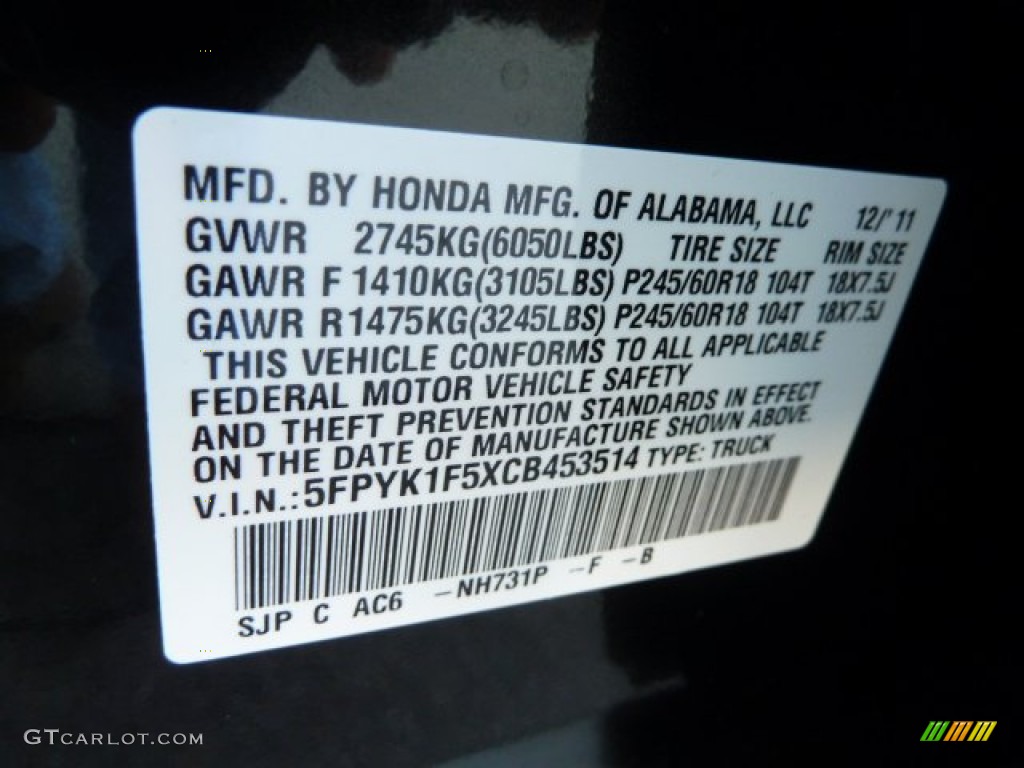 MFD. BY HONDA MFG. OF ALABAMA, LLC 12/'11
GVWR 2745KG(6050LBS) TIRE SIZE RIM SIZE
GAWR F 1410KG(3105LBS) P245/60R18 104T 18X7.5J
GAWR R 1475KG(3245LBS) P245/60R18 104T 18X7.5J
THIS VEHICLE CONFORMS TO ALL APPLICABLE
FEDERAL MOTOR VEHICLE SAFETY
AND THEFT PREVENTION STANDARDS IN EFFECT
ON THE DATE OF MANUFACTURE SHOWN ABOVE.
V.I.N.: 5FPYK1F5XCB453514 TYPE: TRUCK
SJP C AC6 -NH731P -F -B
GTCARLOT.COM